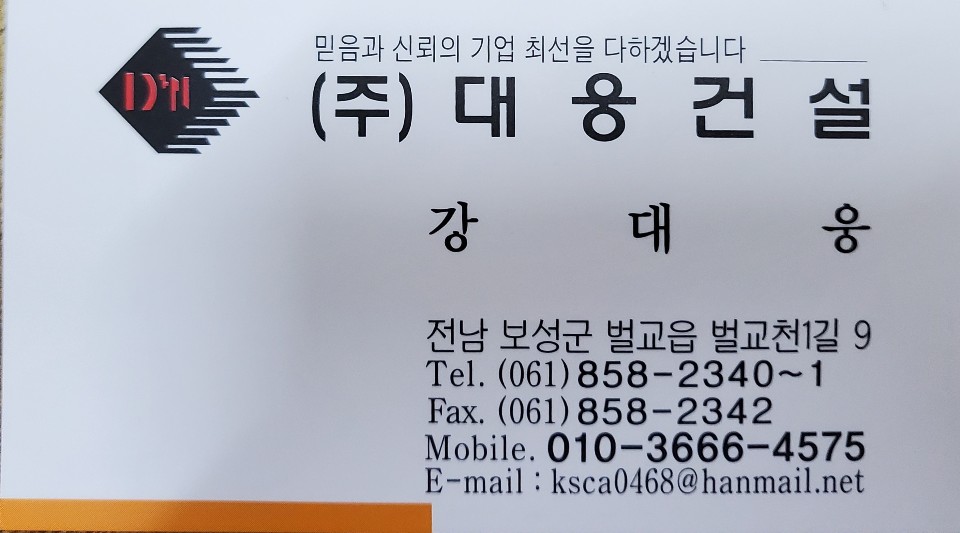 믿음과 신뢰의 기업 최선을 다하겠습니다
(주) 대웅건설
강대웅
전남 보성군 벌교읍 벌교천1길 9
Tel. (061) 858-2340~1
Fax. (061) 858-2342
Mobile. 010-3666-4575
E-mail : ksca0468@hanmail.net